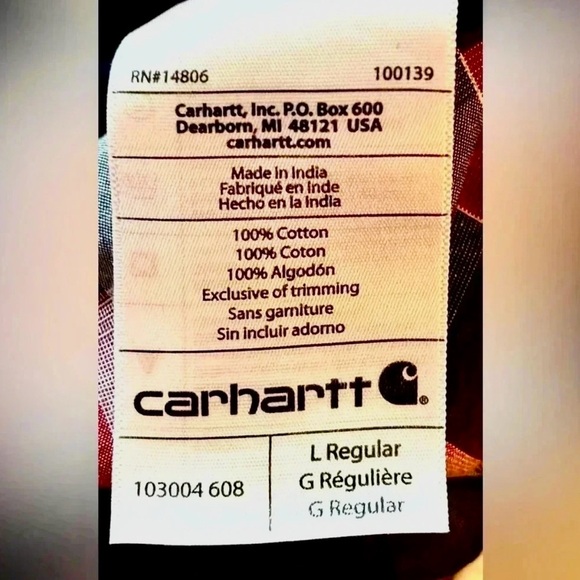 RN#14806 100139
Carhartt, Inc. P.O. Box 600
Dearborn, MI 48121 USA
carhartt.com
Made in India
Fabriqué en Inde
Hecho en la India
100% Cotton
100% Coton
100% Algodón
Exclusive of trimming
Sans garniture
Sin incluir adorno
carhartt®
103004 608
L Regular
G Régulière
G Regular